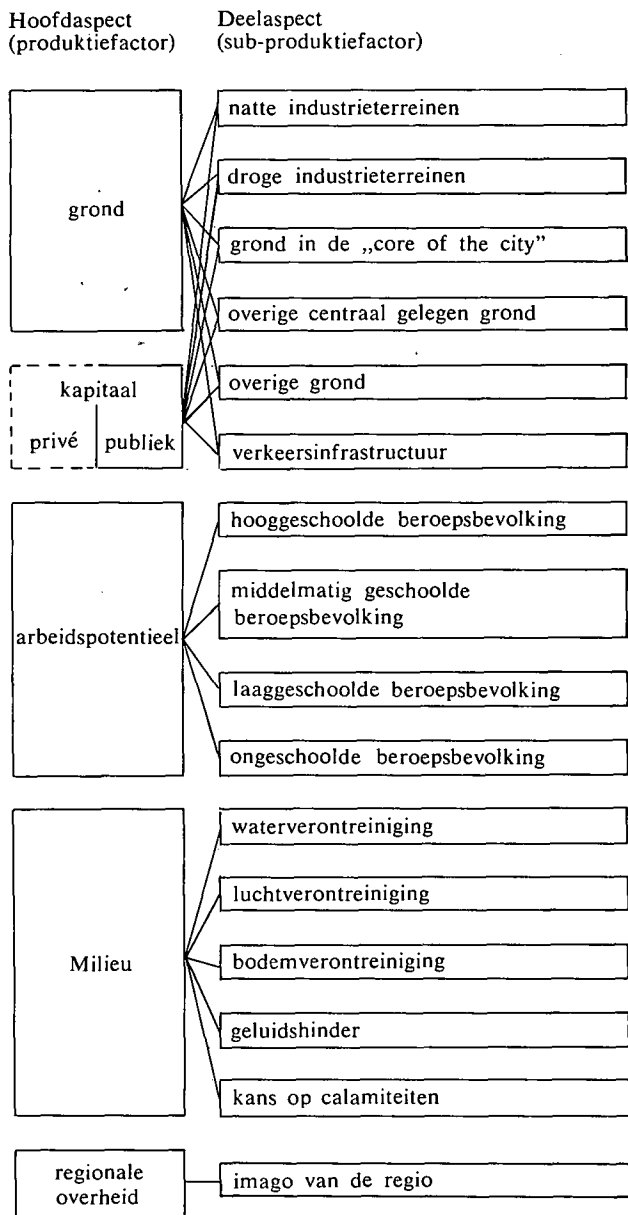 Hoofdaspect
(produktiefactor)
Deelaspect
(sub-produktiefactor)
grond
natte industrieterreinen
droge industrieterreinen
grond in de „core of the city”
overige centraal gelegen grond
overige grond
verkeersinfrastructuur
kapitaal
privé publiek
arbeidspotentieel
hooggeschoolde beroepsbevolking
middelmatig geschoolde
beroepsbevolking
laaggeschoolde beroepsbevolking
ongeschoolde beroepsbevolking
Milieu
waterverontreiniging
luchtverontreiniging
bodemverontreiniging
geluidshinder
kans op calamiteiten
regionale
overheid
imago van de regio